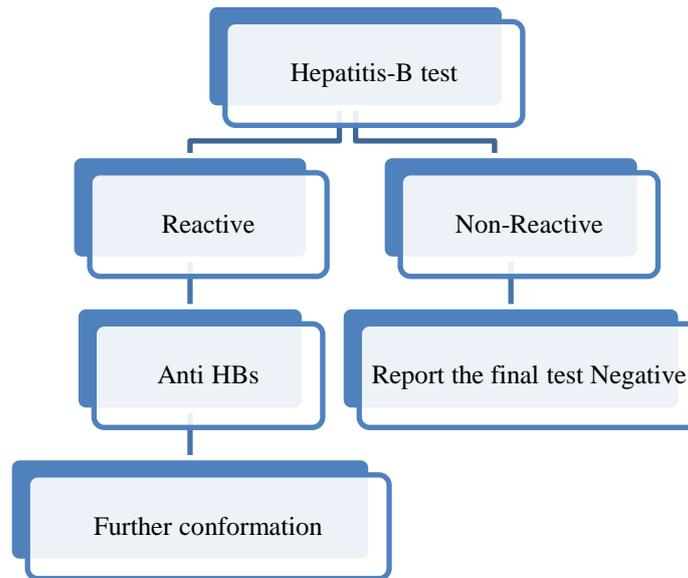 Hepatitis-B test
Reactive
Non-Reactive
Anti HBs
Report the final test Negative
Further conformation